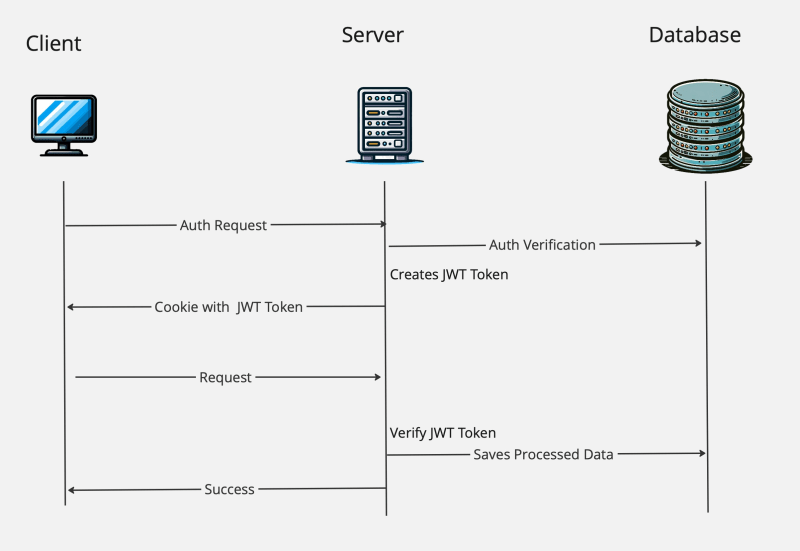 Client
Server
Database
Auth Request
Auth Verification
Creates JWT Token
Cookie with  JWT Token
Request
Verify JWT Token
Saves Processed Data
Success